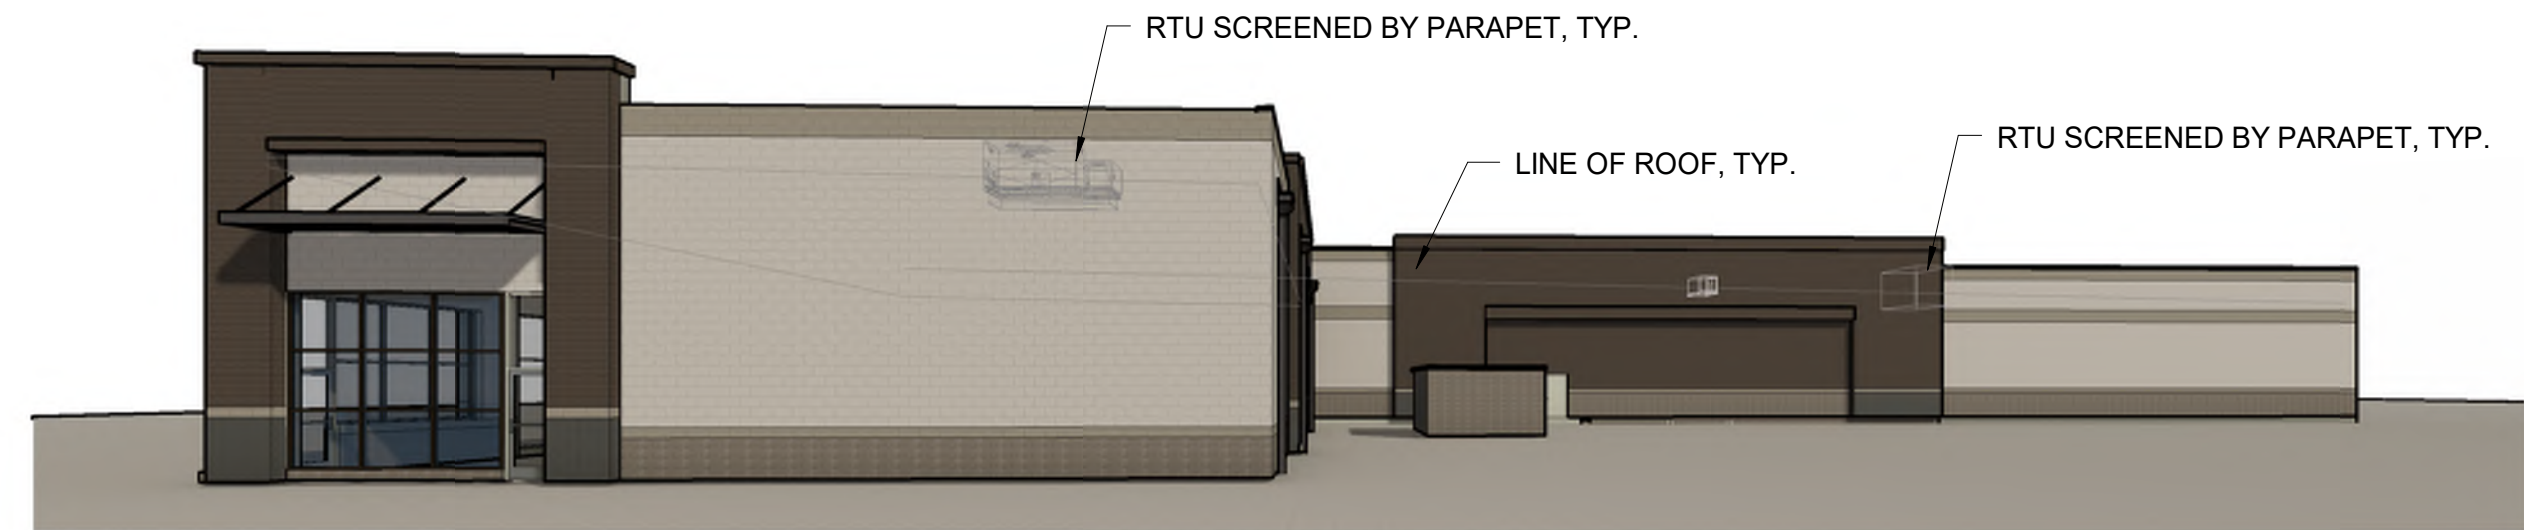 RTU SCREENED BY PARAPET, TYP.
RTU SCREENED BY PARAPET, TYP.
LINE OF ROOF, TYP.